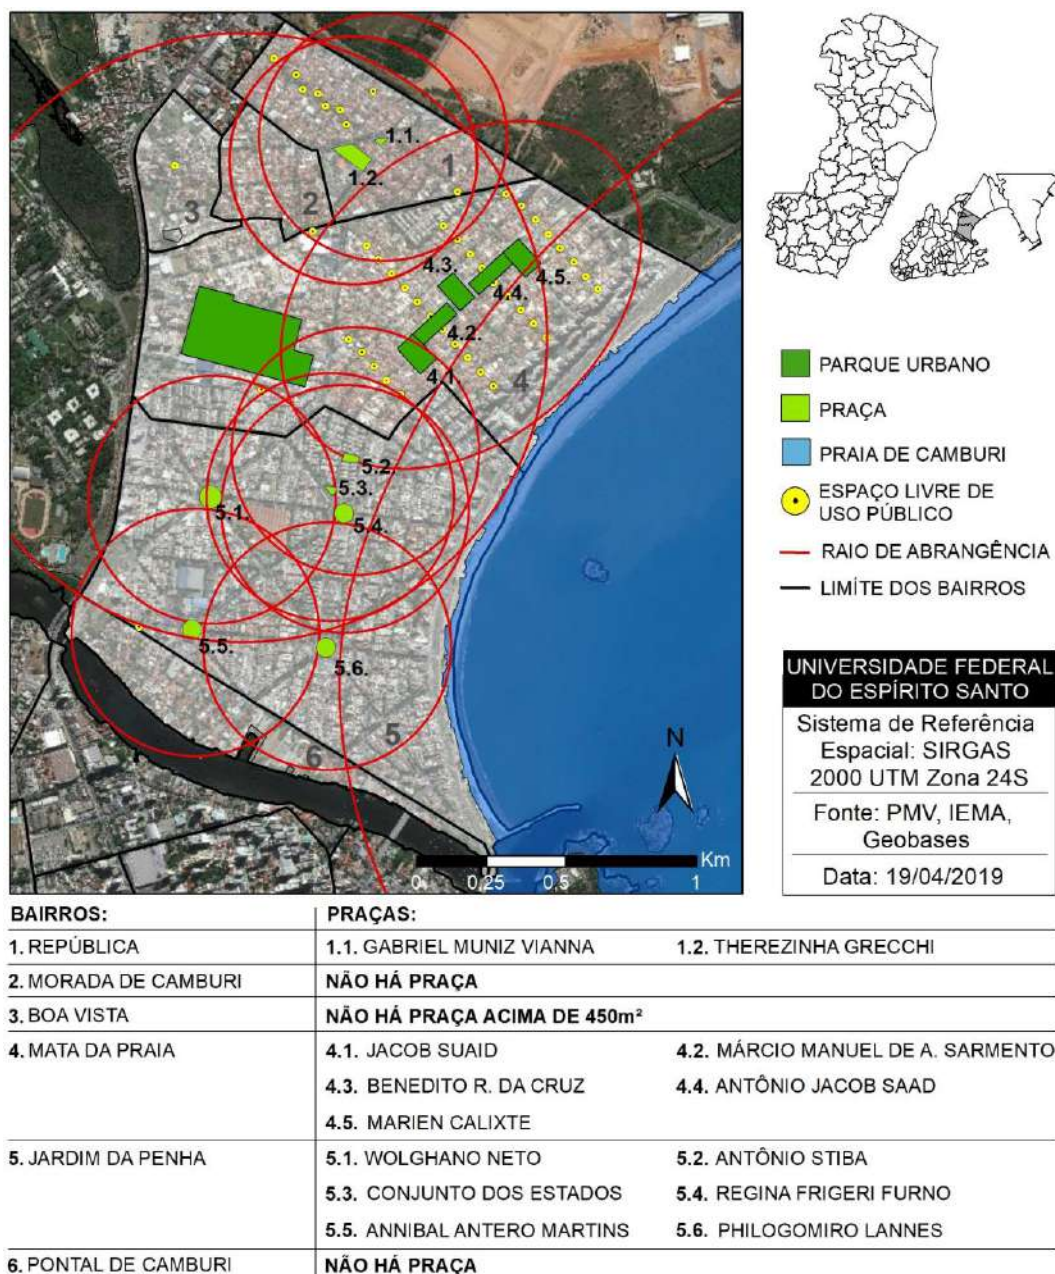 1.1.
1.2.
1
2
3
4.3.
4.4.
4.5.
4.2.
4.1
4
5.2.
5.3.
5.1.
5.4.
5.5.
5.6.
5
6
N
Km
0 0,25 0,5 1
PARQUE URBANO
PRAÇA
PRAIA DE CAMBURI
ESPAÇO LIVRE DE
USO PÚBLICO
RAIO DE ABRANGÊNCIA
LIMÍTE DOS BAIRROS
UNIVERSIDADE FEDERAL
DO ESPÍRITO SANTO
Sistema de Referência
Espacial: SIRGAS
2000 UTM Zona 24S
Fonte: PMV, IEMA,
Geobases
Data: 19/04/2019
BAIRROS: PRAÇAS:
1. REPÚBLICA 1.1. GABRIEL MUNIZ VIANNA 1.2. THEREZINHA GRECCHI
2. MORADA DE CAMBURI NÃO HÁ PRAÇA
3. BOA VISTA NÃO HÁ PRAÇA ACIMA DE 450m²
4. MATA DA PRAIA 4.1. JACOB SUAID 4.2. MÁRCIO MANUEL DE A. SARMENTO
4.3. BENEDITO R. DA CRUZ 4.4. ANTÔNIO JACOB SAAD
4.5. MARIEN CALIXTE
5. JARDIM DA PENHA 5.1. WOLGHANO NETO 5.2. ANTÔNIO STIBA
5.3. CONJUNTO DOS ESTADOS 5.4. REGINA FRIGERI FURNO
5.5. ANNIBAL ANTERO MARTINS 5.6. PHILOGOMIRO LANNES
6. PONTAL DE CAMBURI NÃO HÁ PRAÇA